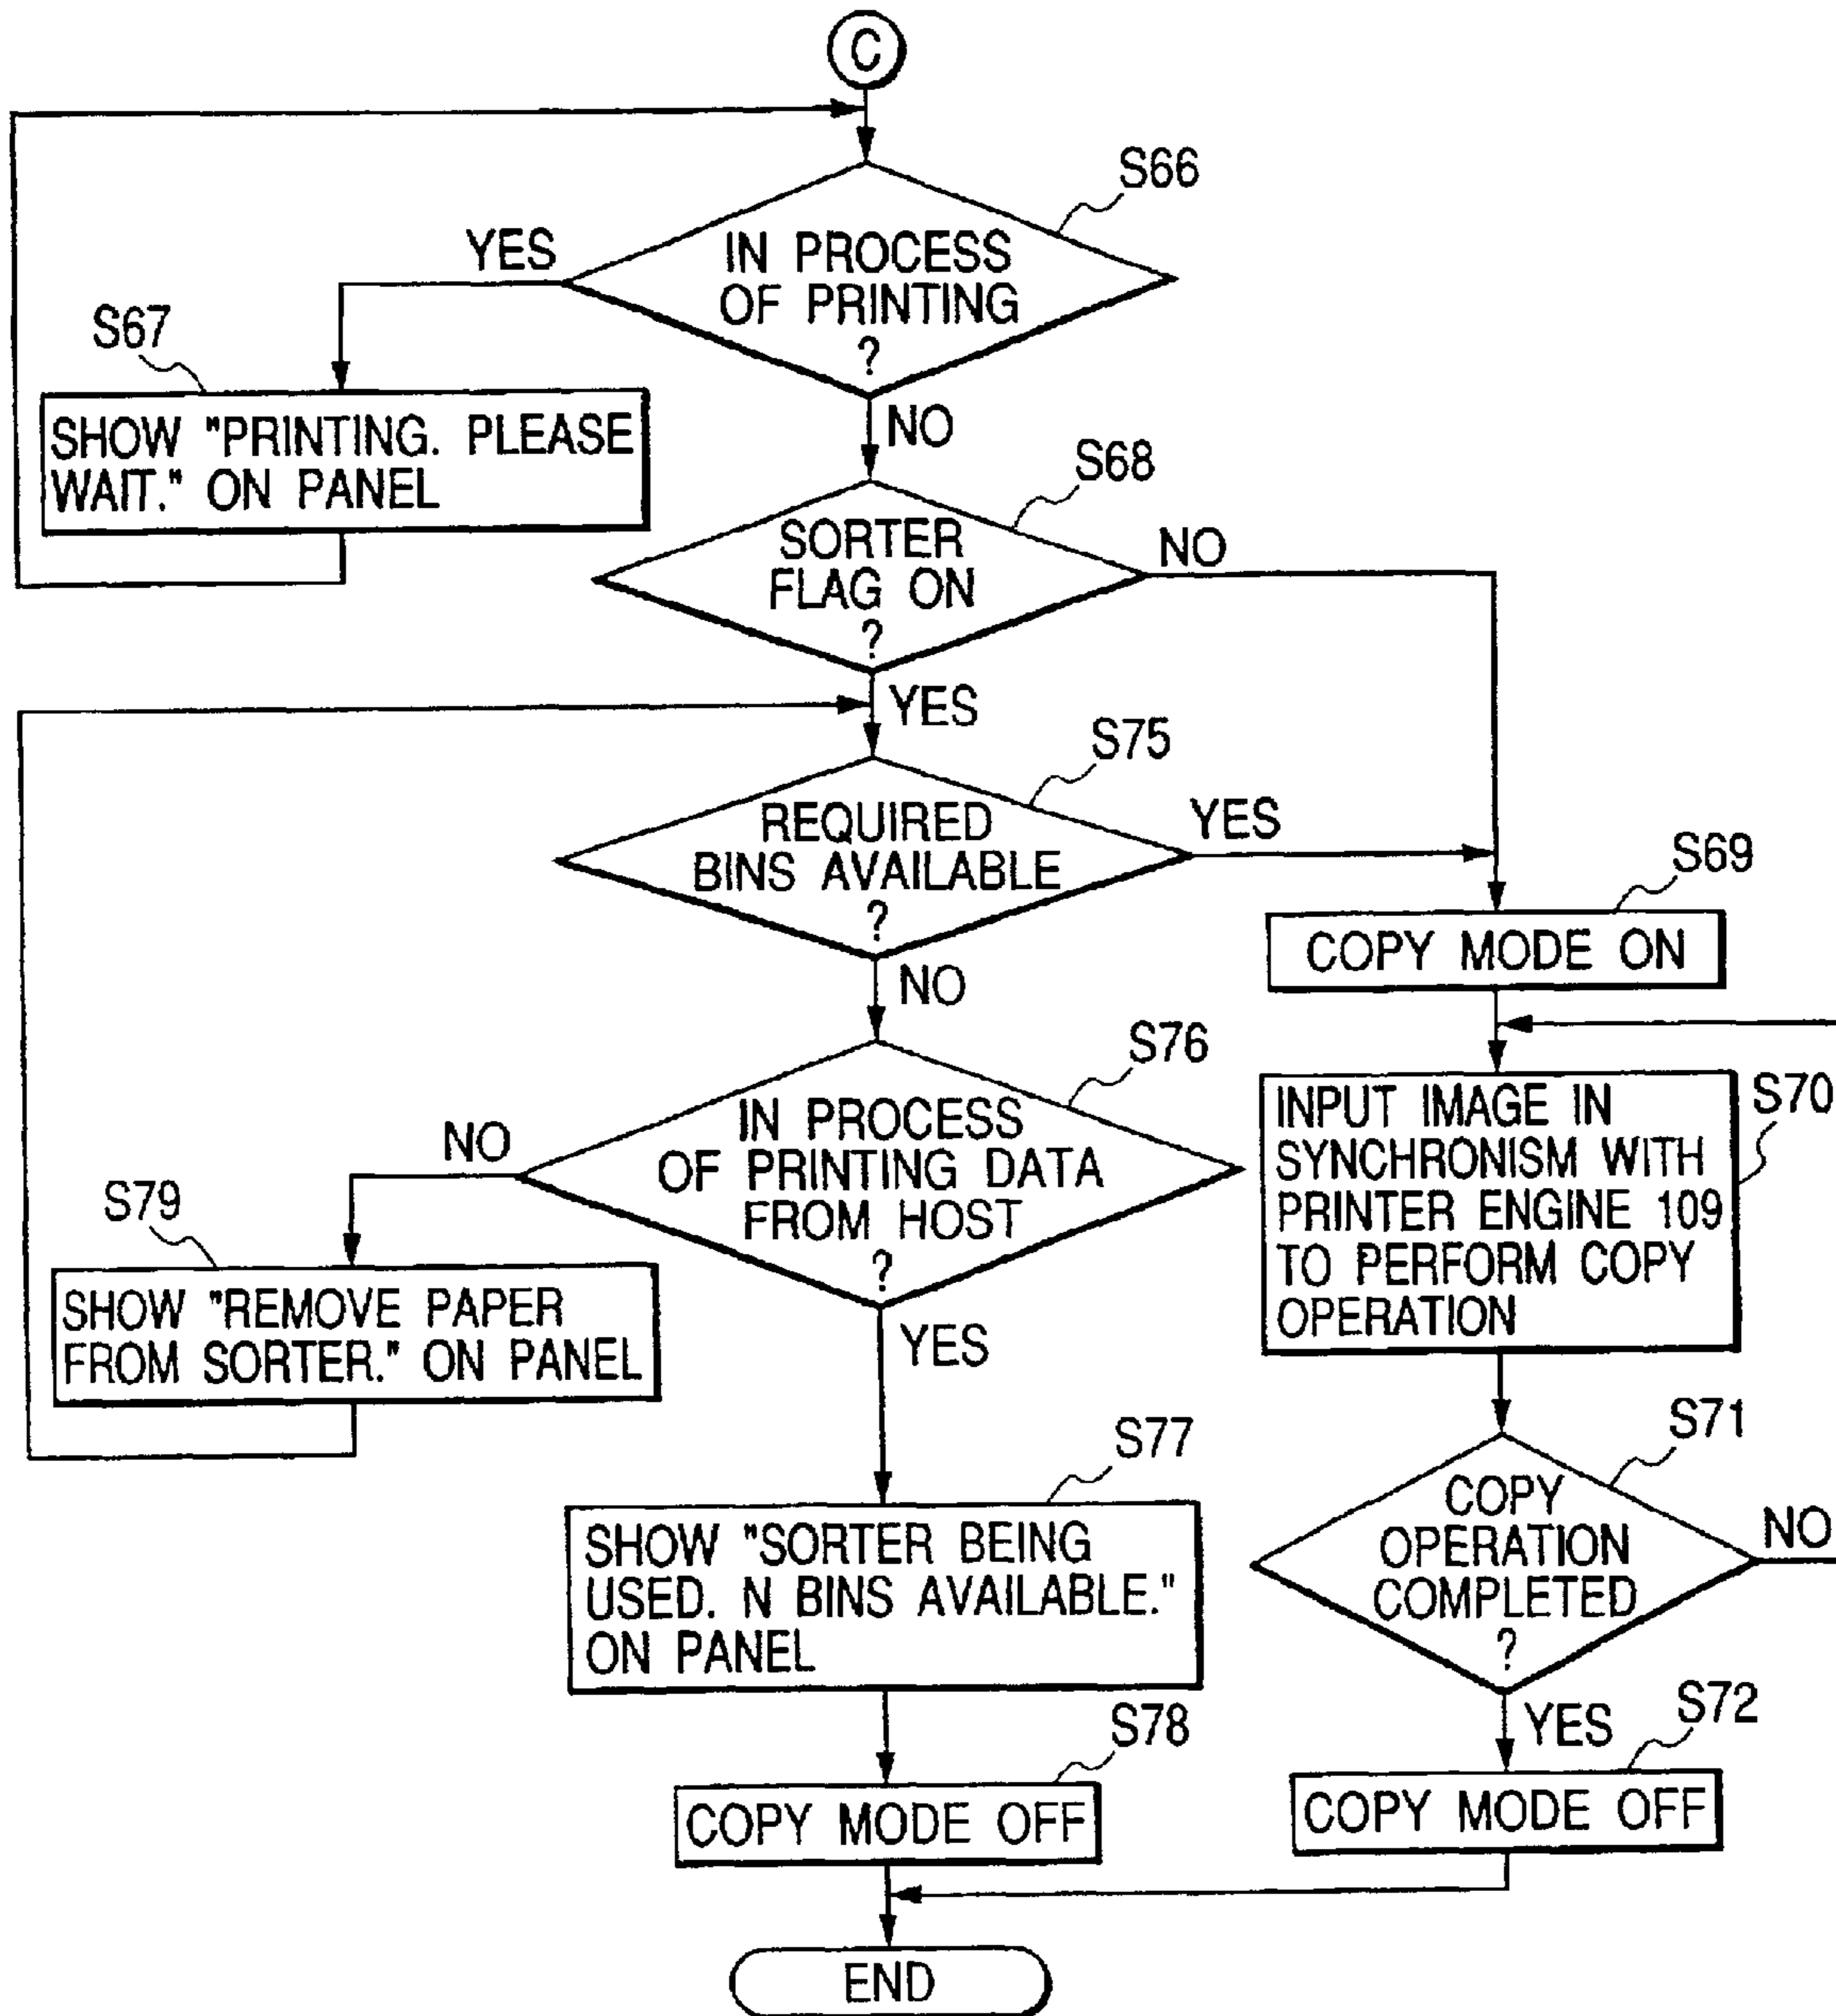 C
S66
YES
IN PROCESS
OF PRINTING
?
S67
NO
SHOW "PRINTING. PLEASE
WAIT." ON PANEL
S68
SORTER
FLAG ON
?
NO
YES
S75
REQUIRED
BINS AVAILABLE
?
YES
S69
COPY MODE ON
NO
S76
IN PROCESS
OF PRINTING DATA
FROM HOST
?
NO
S70
INPUT IMAGE IN
SYNCHRONISM WITH
PRINTER ENGINE 109
TO PERFORM COPY
OPERATION
S79
SHOW "REMOVE PAPER
FROM SORTER." ON PANEL
YES
S77
SHOW "SORTER BEING
USED. N BINS AVAILABLE."
ON PANEL
S71
COPY
OPERATION
COMPLETED
?
NO
S78
COPY MODE OFF
YES
S72
COPY MODE OFF
END